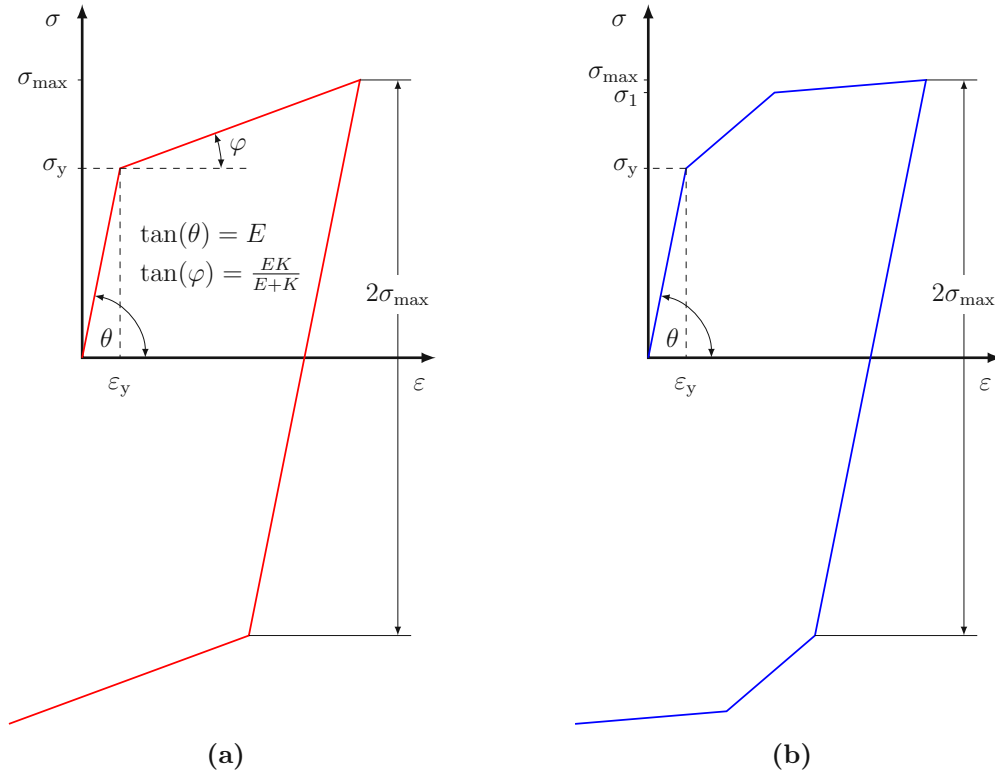 σ
σmax
σy
φ
tan(θ) = E
tan(φ) = EK/E+K
θ
εy
ε
2σmax
(a)
σ
σmax
σ1
σy
θ
εy
ε
2σmax
(b)